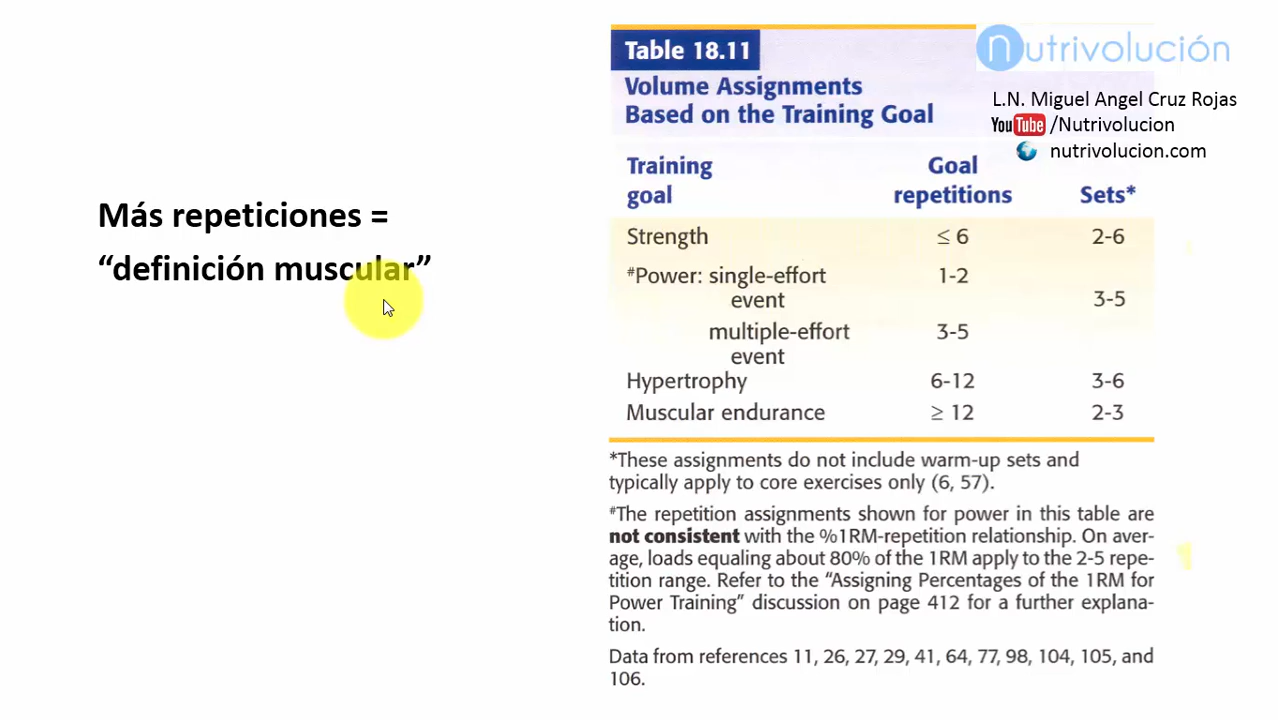 Más repeticiones =
“definición muscular”
Table 18.11
Volume Assignments
Based on the Training Goal
nutrivolución
L.N. Miguel Angel Cruz Rojas
YouTube /Nutrivolucion
nutrivolucion.com
Training goal Goal repetitions Sets*
Strength ≤ 6 2-6
#Power: single-effort event 1-2 3-5
multiple-effort event 3-5
Hypertrophy 6-12 3-6
Muscular endurance ≥ 12 2-3
*These assignments do not include warm-up sets and
typically apply to core exercises only (6, 57).
#The repetition assignments shown for power in this table are
not consistent with the %1RM-repetition relationship. On aver-
age, loads equaling about 80% of the 1RM apply to the 2-5 repe-
tition range. Refer to the “Assigning Percentages of the 1RM for
Power Training” discussion on page 412 for a further explana-
tion.
Data from references 11, 26, 27, 29, 41, 64, 77, 98, 104, 105, and
106.